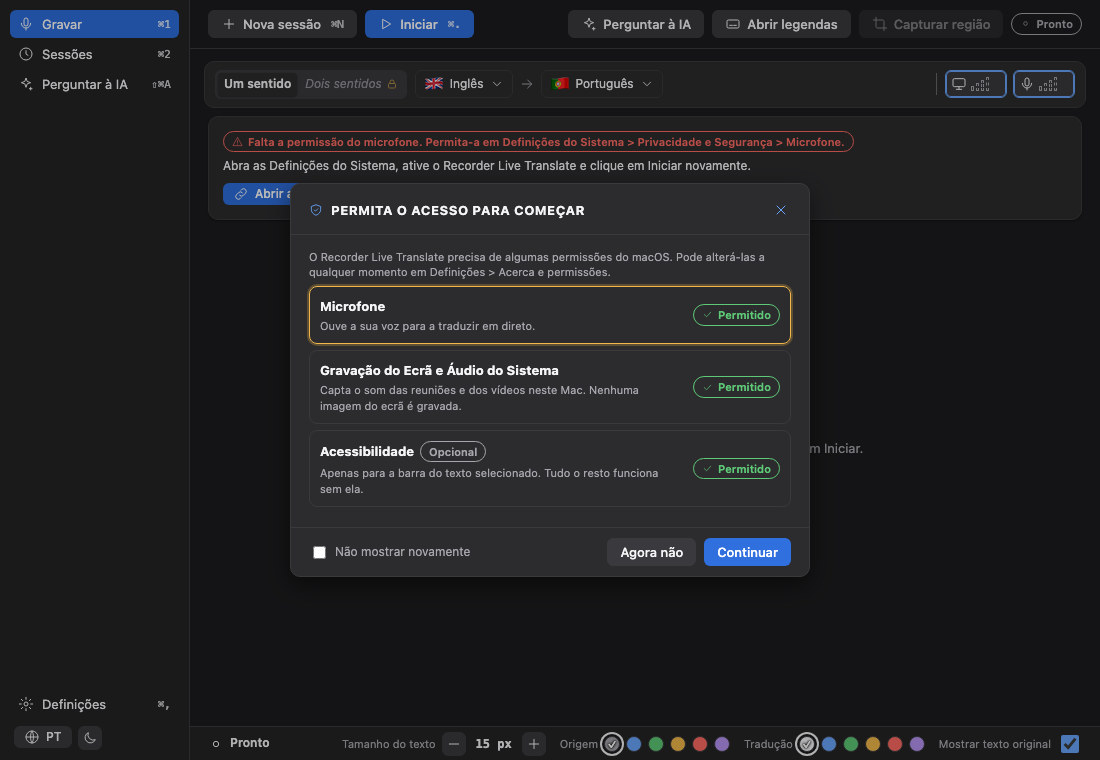 Gravar ⌘1
Sessões ⌘2
Perguntar à IA ⇧⌘A
Nova sessão ⌘N
Iniciar ⌘.
Perguntar à IA
Abrir legendas
Capturar região
Pronto
Um sentido
Dois sentidos
Inglês
Português
Falta a permissão do microfone. Permita-a em Definições do Sistema > Privacidade e Segurança > Microfone.
Abra as Definições do Sistema, ative o Recorder Live Translate e clique em Iniciar novamente.
Abrir
PERMITA O ACESSO PARA COMEÇAR
O Recorder Live Translate precisa de algumas permissões do macOS. Pode alterá-las a
qualquer momento em Definições > Acerca e permissões.
Microfone
Ouve a sua voz para a traduzir em direto.
Permitido
Gravação do Ecrã e Áudio do Sistema
Capta o som das reuniões e dos vídeos neste Mac. Nenhuma
imagem do ecrã é gravada.
Permitido
Acessibilidade Opcional
Apenas para a barra do texto selecionado. Tudo o resto funciona
sem ela.
Permitido
m Iniciar.
Não mostrar novamente
Agora não
Continuar
Definições ⌘,
PT
Pronto
Tamanho do texto
15 px
Origem
Tradução
Mostrar texto original